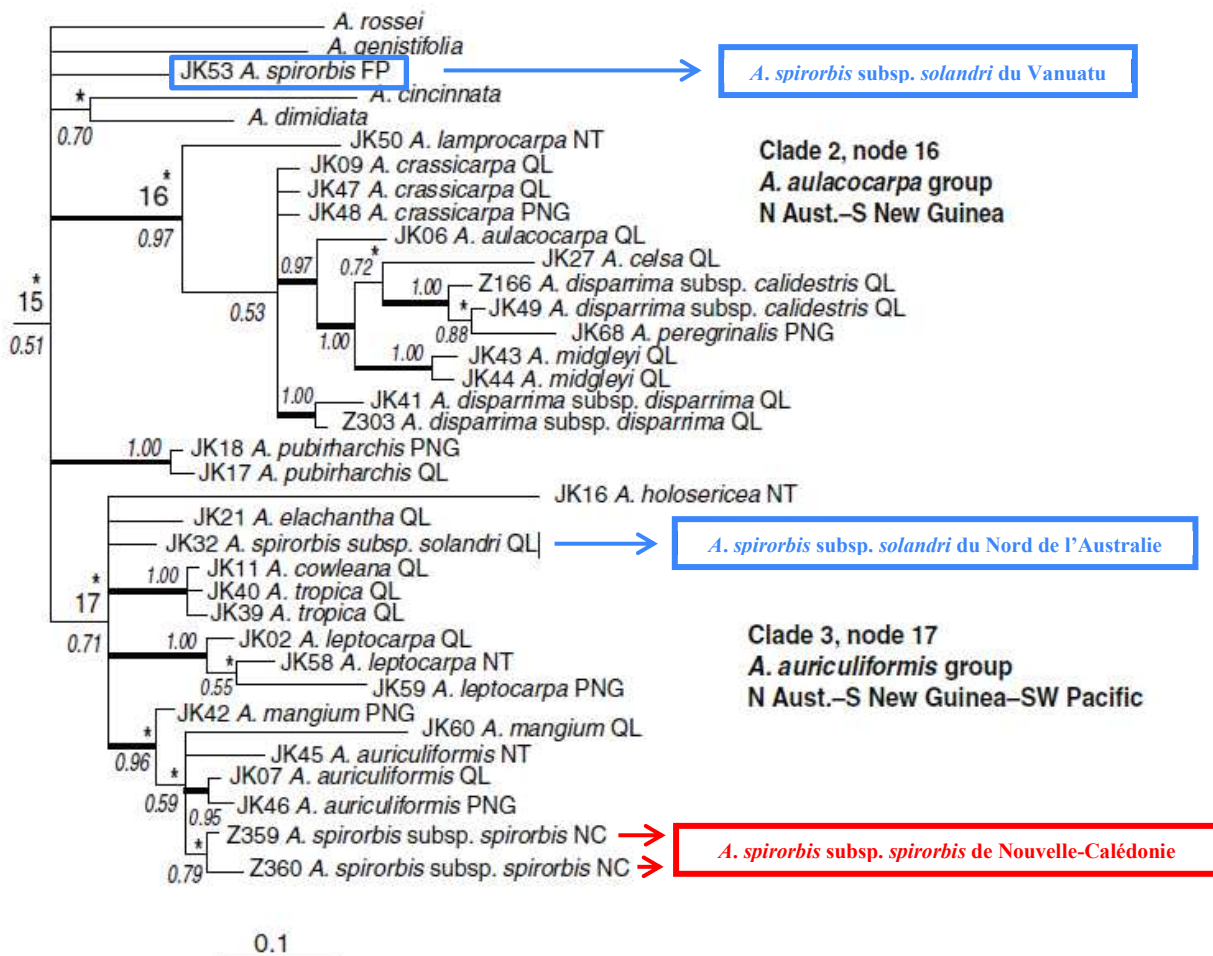 A. rossei
A. genistifolia
JK53 A. spirorbis FP
A. spirorbis subsp. solandri du Vanuatu
*
A. cincinnata
A. dimidiata
0.70
JK50 A. lamprocarpa NT
Clade 2, node 16
A. aulacocarpa group
N Aust.–S New Guinea
JK09 A. crassicarpa QL
JK47 A. crassicarpa QL
JK48 A. crassicarpa PNG
*
16
0.97
JK06 A. aulacocarpa QL
0.97
0.72
*
JK27 A. celsa QL
1.00
Z166 A. disparrima subsp. calidestris QL
*
JK49 A. disparrima subsp. calidestris QL
0.88
JK68 A. peregrinalis PNG
*
15
0.51
0.53
1.00
1.00
JK43 A. midgleyi QL
JK44 A. midgleyi QL
1.00
JK41 A. disparrima subsp. disparrima QL
Z303 A. disparrima subsp. disparrima QL
1.00
JK18 A. pubirharchis PNG
JK17 A. pubirharchis QL
JK16 A. holosericea NT
JK21 A. elachantha QL
JK32 A. spirorbis subsp. solandri QL
A. spirorbis subsp. solandri du Nord de l’Australie
*
17
0.71
1.00
JK11 A. cowleana QL
JK40 A. tropica QL
JK39 A. tropica QL
1.00
JK02 A. leptocarpa QL
*
JK58 A. leptocarpa NT
0.55
JK59 A. leptocarpa PNG
Clade 3, node 17
A. auriculiformis group
N Aust.–S New Guinea–SW Pacific
*
0.96
JK42 A. mangium PNG
JK60 A. mangium QL
*
0.59
JK45 A. auriculiformis NT
JK07 A. auriculiformis QL
0.95
JK46 A. auriculiformis PNG
*
0.79
Z359 A. spirorbis subsp. spirorbis NC
Z360 A. spirorbis subsp. spirorbis NC
A. spirorbis subsp. spirorbis de Nouvelle-Calédonie
0.1